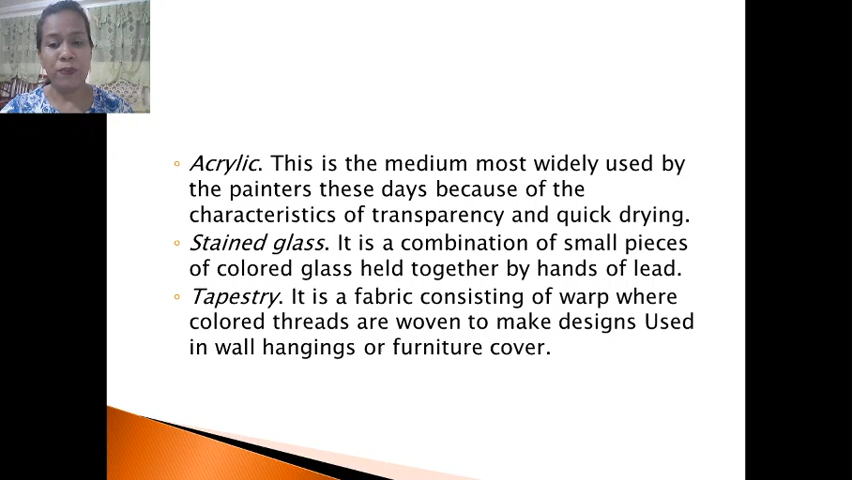 Acrylic. This is the medium most widely used by
the painters these days because of the
characteristics of transparency and quick drying.
Stained glass. It is a combination of small pieces
of colored glass held together by hands of lead.
Tapestry. It is a fabric consisting of warp where
colored threads are woven to make designs Used
in wall hangings or furniture cover.